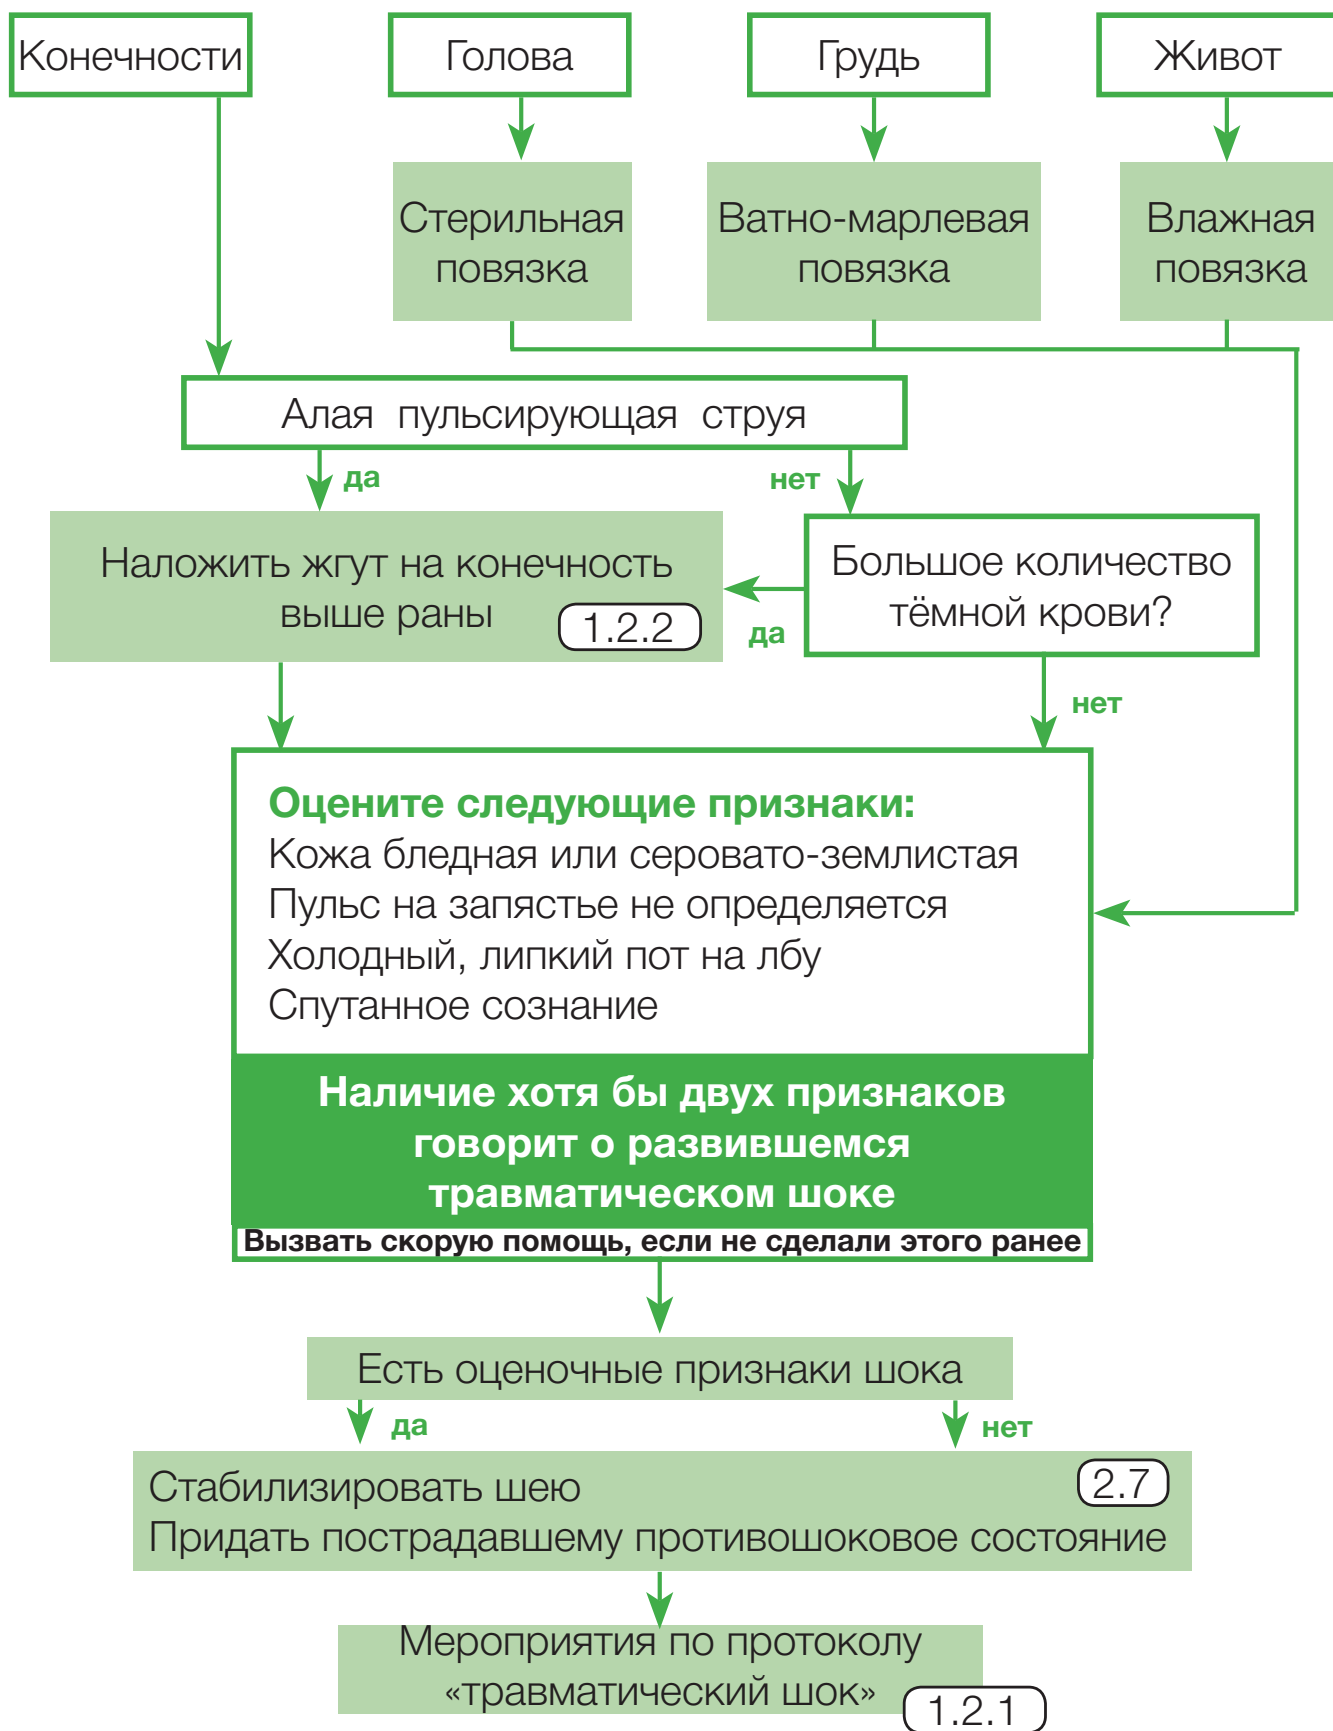 Конечности
Голова
Грудь
Живот
Стерильная
повязка
Ватно-марлевая
повязка
Влажная
повязка
Алая пульсирующая струя
да
нет
Наложить жгут на конечность
выше раны
1.2.2
да
Большое количество
тёмной крови?
нет
Оцените следующие признаки:
Кожа бледная или серовато-землистая
Пульс на запястье не определяется
Холодный, липкий пот на лбу
Спутанное сознание
Наличие хотя бы двух признаков
говорит о развившемся
травматическом шоке
Вызвать скорую помощь, если не сделали этого ранее
Есть оценочные признаки шока
да
нет
Стабилизировать шею
2.7
Придать пострадавшему противошоковое состояние
Мероприятия по протоколу
«травматический шок»
1.2.1